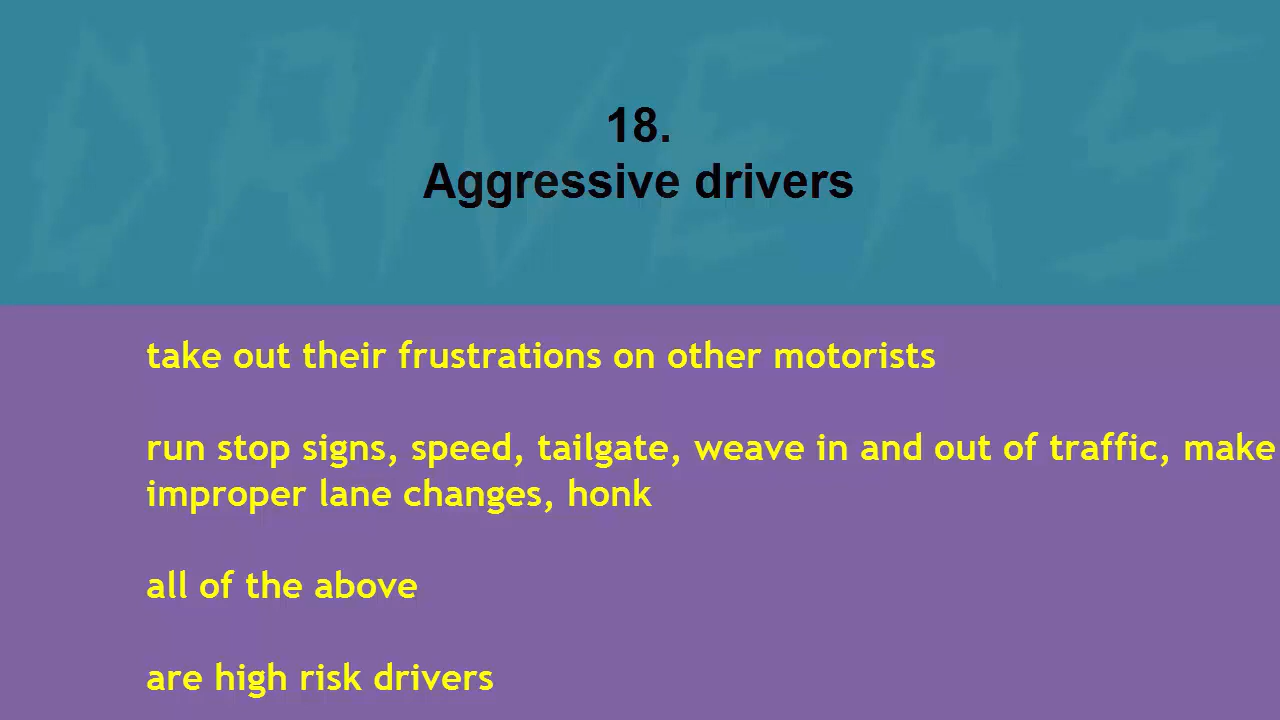 DRIVERS
18.
Aggressive drivers
take out their frustrations on other motorists
run stop signs, speed, tailgate, weave in and out of traffic, make
improper lane changes, honk
all of the above
are high risk drivers